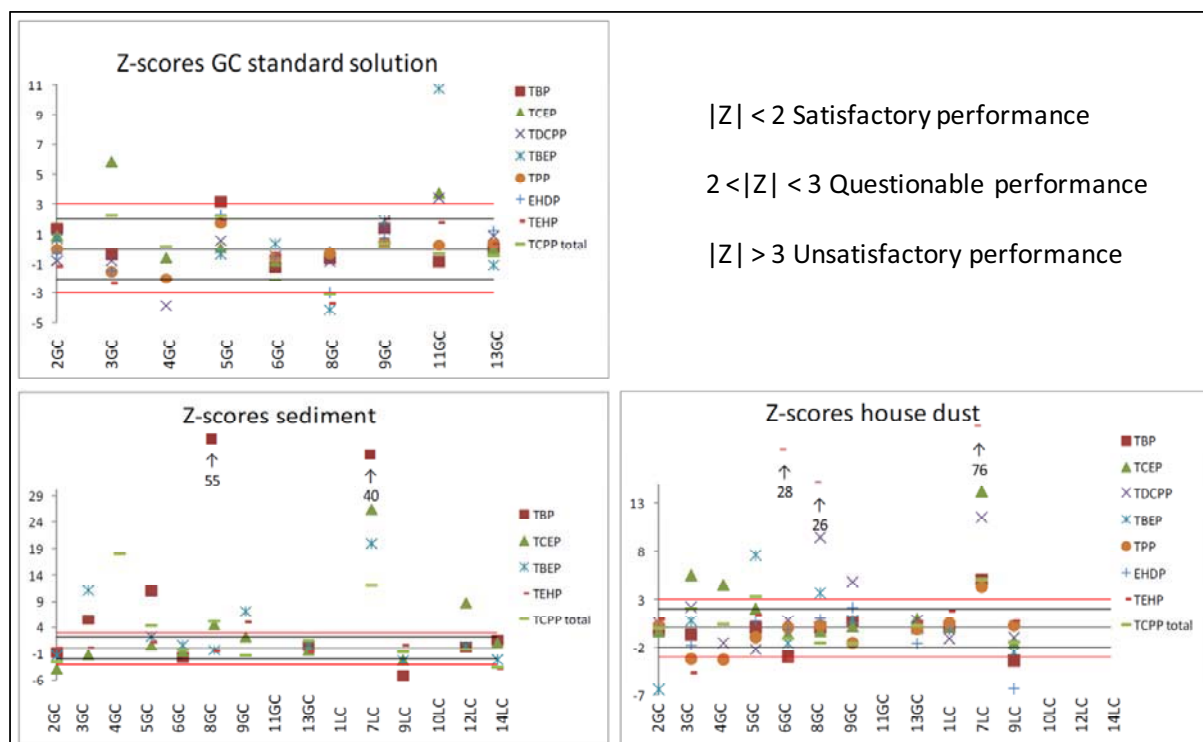 Z-scores GC standard solution
11
9
7
5
3
1
-1
-3
-5
2GC
3GC
4GC
5GC
6GC
8GC
9GC
11GC
13GC
TBP
TCEP
TDCPP
TBEP
TPP
EHDP
TEHP
TCPP total
|Z| < 2 Satisfactory performance
2 <|Z| < 3 Questionable performance
|Z| > 3 Unsatisfactory performance
Z-scores sediment
↑
55
↑
40
29
24
19
14
9
4
-1
-6
2GC
3GC
4GC
5GC
6GC
8GC
9GC
11GC
13GC
1LC
7LC
9LC
10LC
12LC
14LC
TBP
TCEP
TBEP
TEHP
TCPP total
Z-scores house dust
↑
28
↑
26
↑
76
13
8
3
-2
-7
2GC
3GC
4GC
5GC
6GC
8GC
9GC
11GC
13GC
1LC
7LC
9LC
10LC
12LC
14LC
TBP
TCEP
TDCPP
TBEP
TPP
EHDP
TEHP
TCPP total